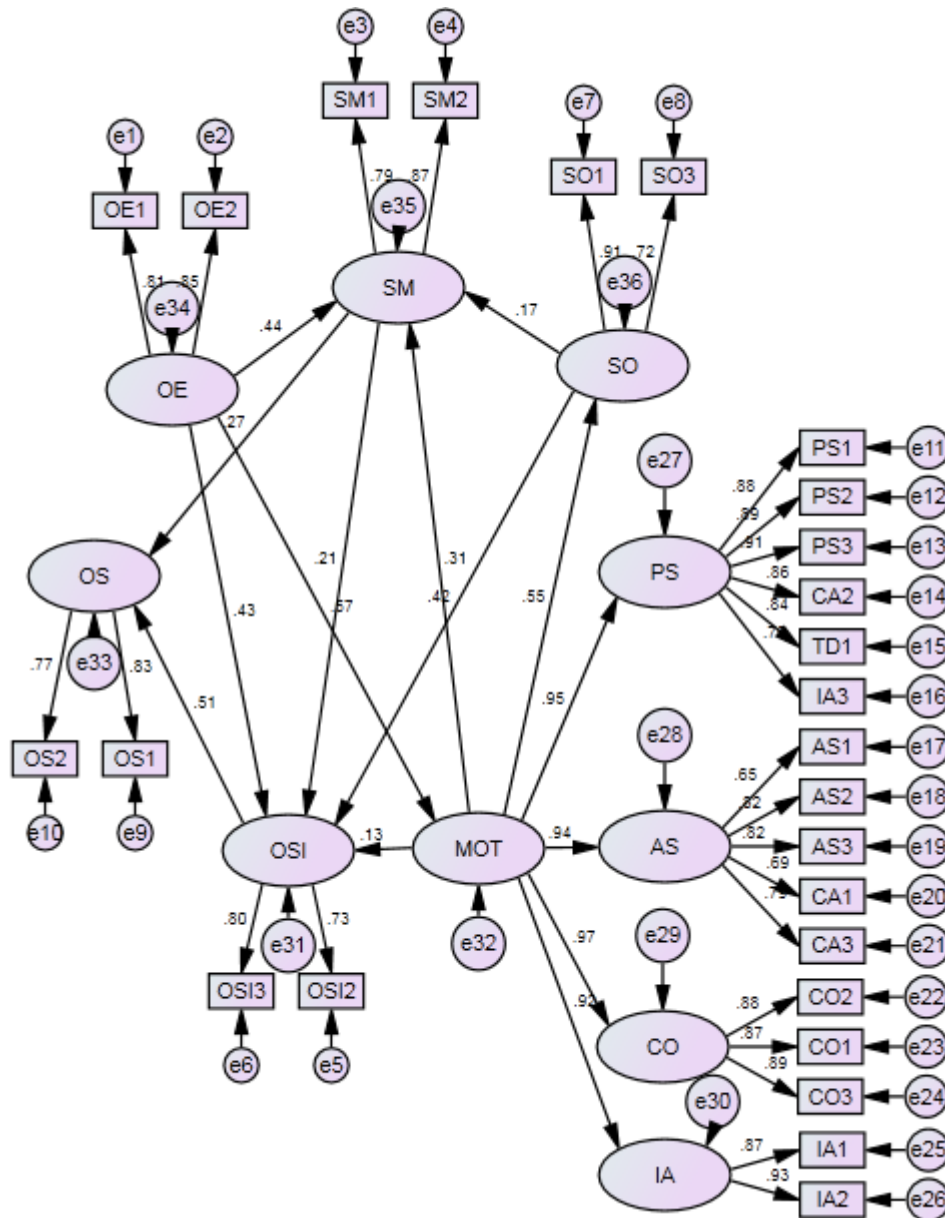 e3
e4
SM1
SM2
e7
e8
e1
e2
SO1
SO3
OE1
OE2
.79
.87
e35
.91
.72
.81
.85
e34
SM
e36
.17
.44
OE
SO
.27
e27
PS1
e11
.88
PS2
e12
.89
PS3
e13
.91
OS
.21
.31
.55
PS
.86
CA2
e14
.43
.42
.84
TD1
e15
.77
e33
.83
IA3
e16
.51
.95
e28
AS1
e17
OS2
OS1
.65
AS2
e18
e10
e9
OSI
.13
MOT
.94
AS
.82
AS3
e19
.69
CA1
e20
.80
e31
.73
e32
.97
e29
CA3
e21
OSI3
OSI2
.92
.88
CO2
e22
e6
e5
CO
.87
CO1
e23
.89
CO3
e24
e30
IA
.87
IA1
e25
.93
IA2
e26